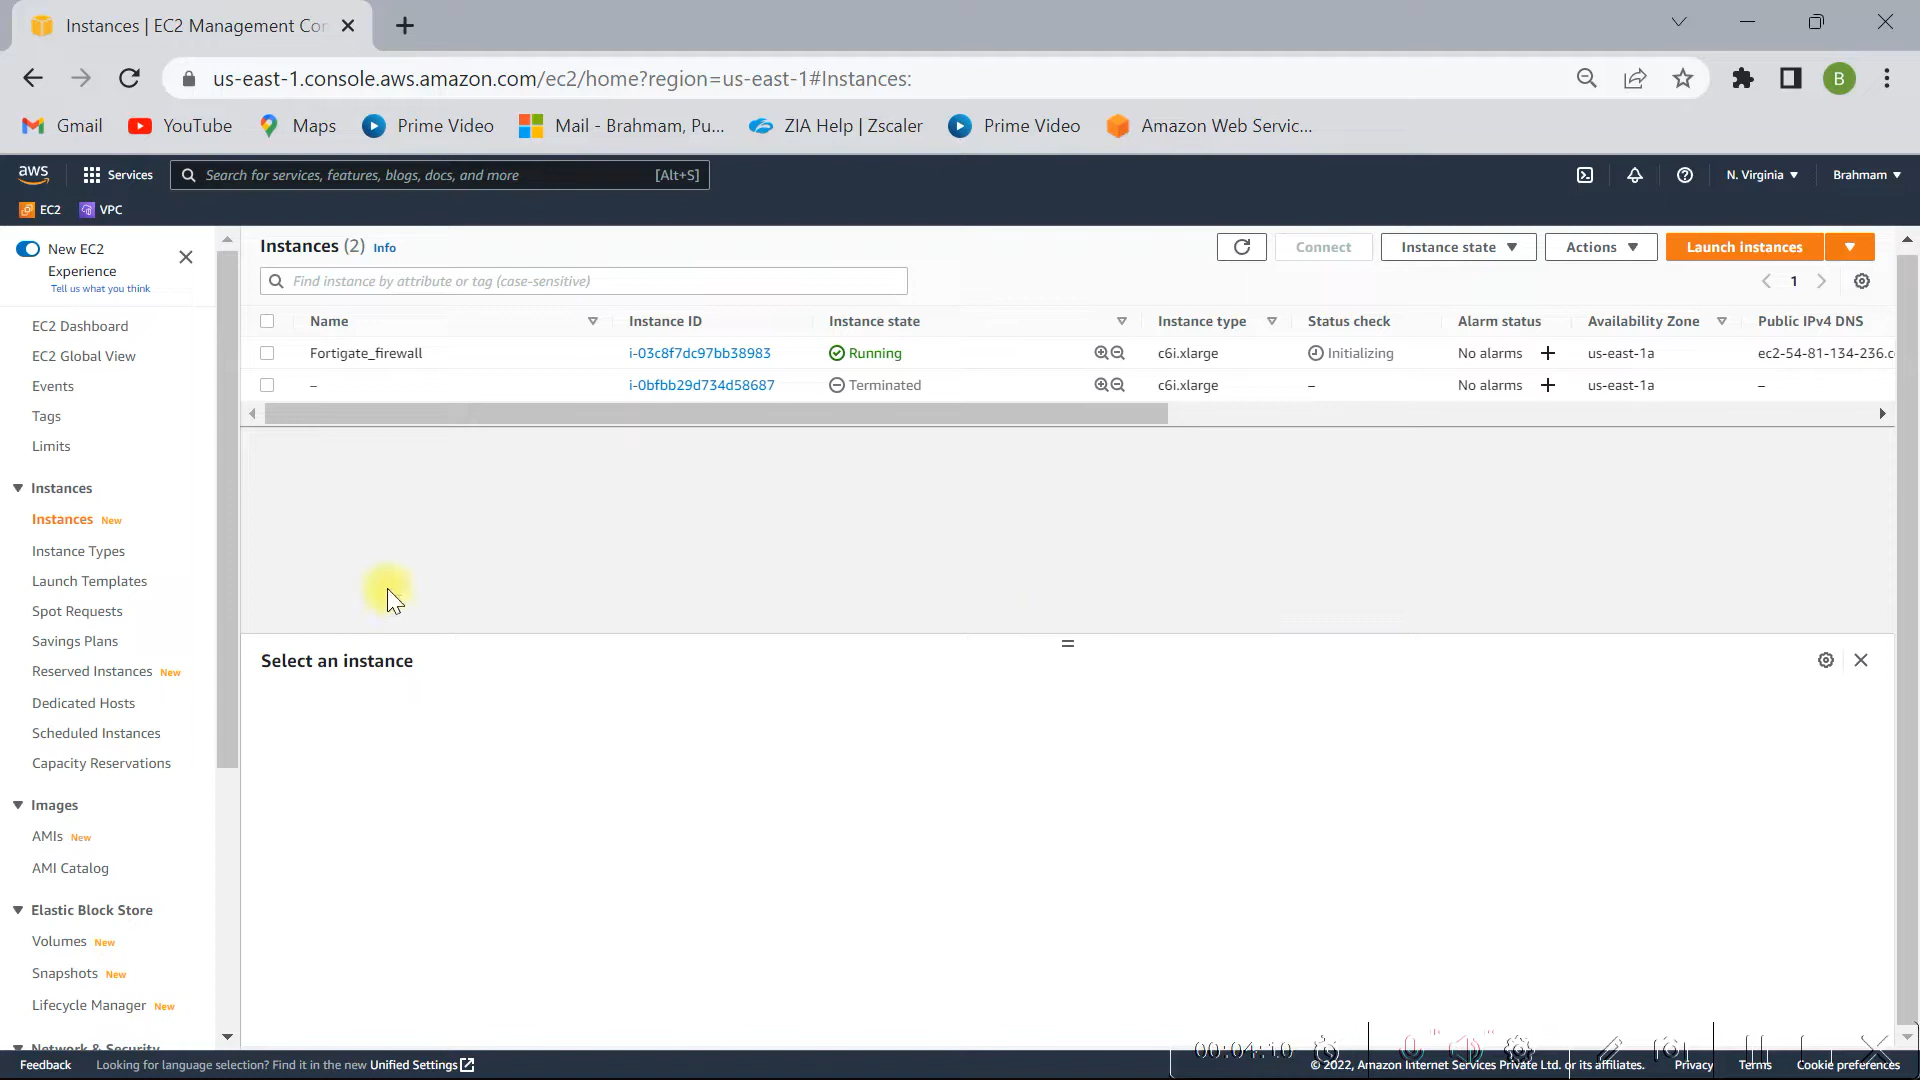 Instances | EC2 Management Con
us-east-1.console.aws.amazon.com/ec2/home?region=us-east-1#Instances:
B
Gmail YouTube Maps Prime Video Mail - Brahmam, Pu... ZIA Help | Zscaler Prime Video Amazon Web Servic...
aws Services Search for services, features, blogs, docs, and more [Alt+S] N. Virginia Brahmam
EC2 VPC
New EC2 Experience
Tell us what you think
EC2 Dashboard
EC2 Global View
Events
Tags
Limits
Instances
Instances New
Instance Types
Launch Templates
Spot Requests
Savings Plans
Reserved Instances New
Dedicated Hosts
Scheduled Instances
Capacity Reservations
Images
AMIs New
AMI Catalog
Elastic Block Store
Volumes New
Snapshots New
Lifecycle Manager New
Network & Security
Instances (2) Info Connect Instance state Actions Launch instances
Find instance by attribute or tag (case-sensitive) 1
Name Instance ID Instance state Instance type Status check Alarm status Availability Zone Public IPv4 DNS
Fortigate_firewall i-03c8f7dc97bb38983 Running c6i.xlarge Initializing No alarms + us-east-1a ec2-54-81-134-236.c
– i-0bfbb29d734d58687 Terminated c6i.xlarge – No alarms + us-east-1a –
Select an instance
00:04:10
Feedback Looking for language selection? Find it in the new Unified Settings © 2022, Amazon Internet Services Private Ltd. or its affiliates. Privacy Terms Cookie preferences